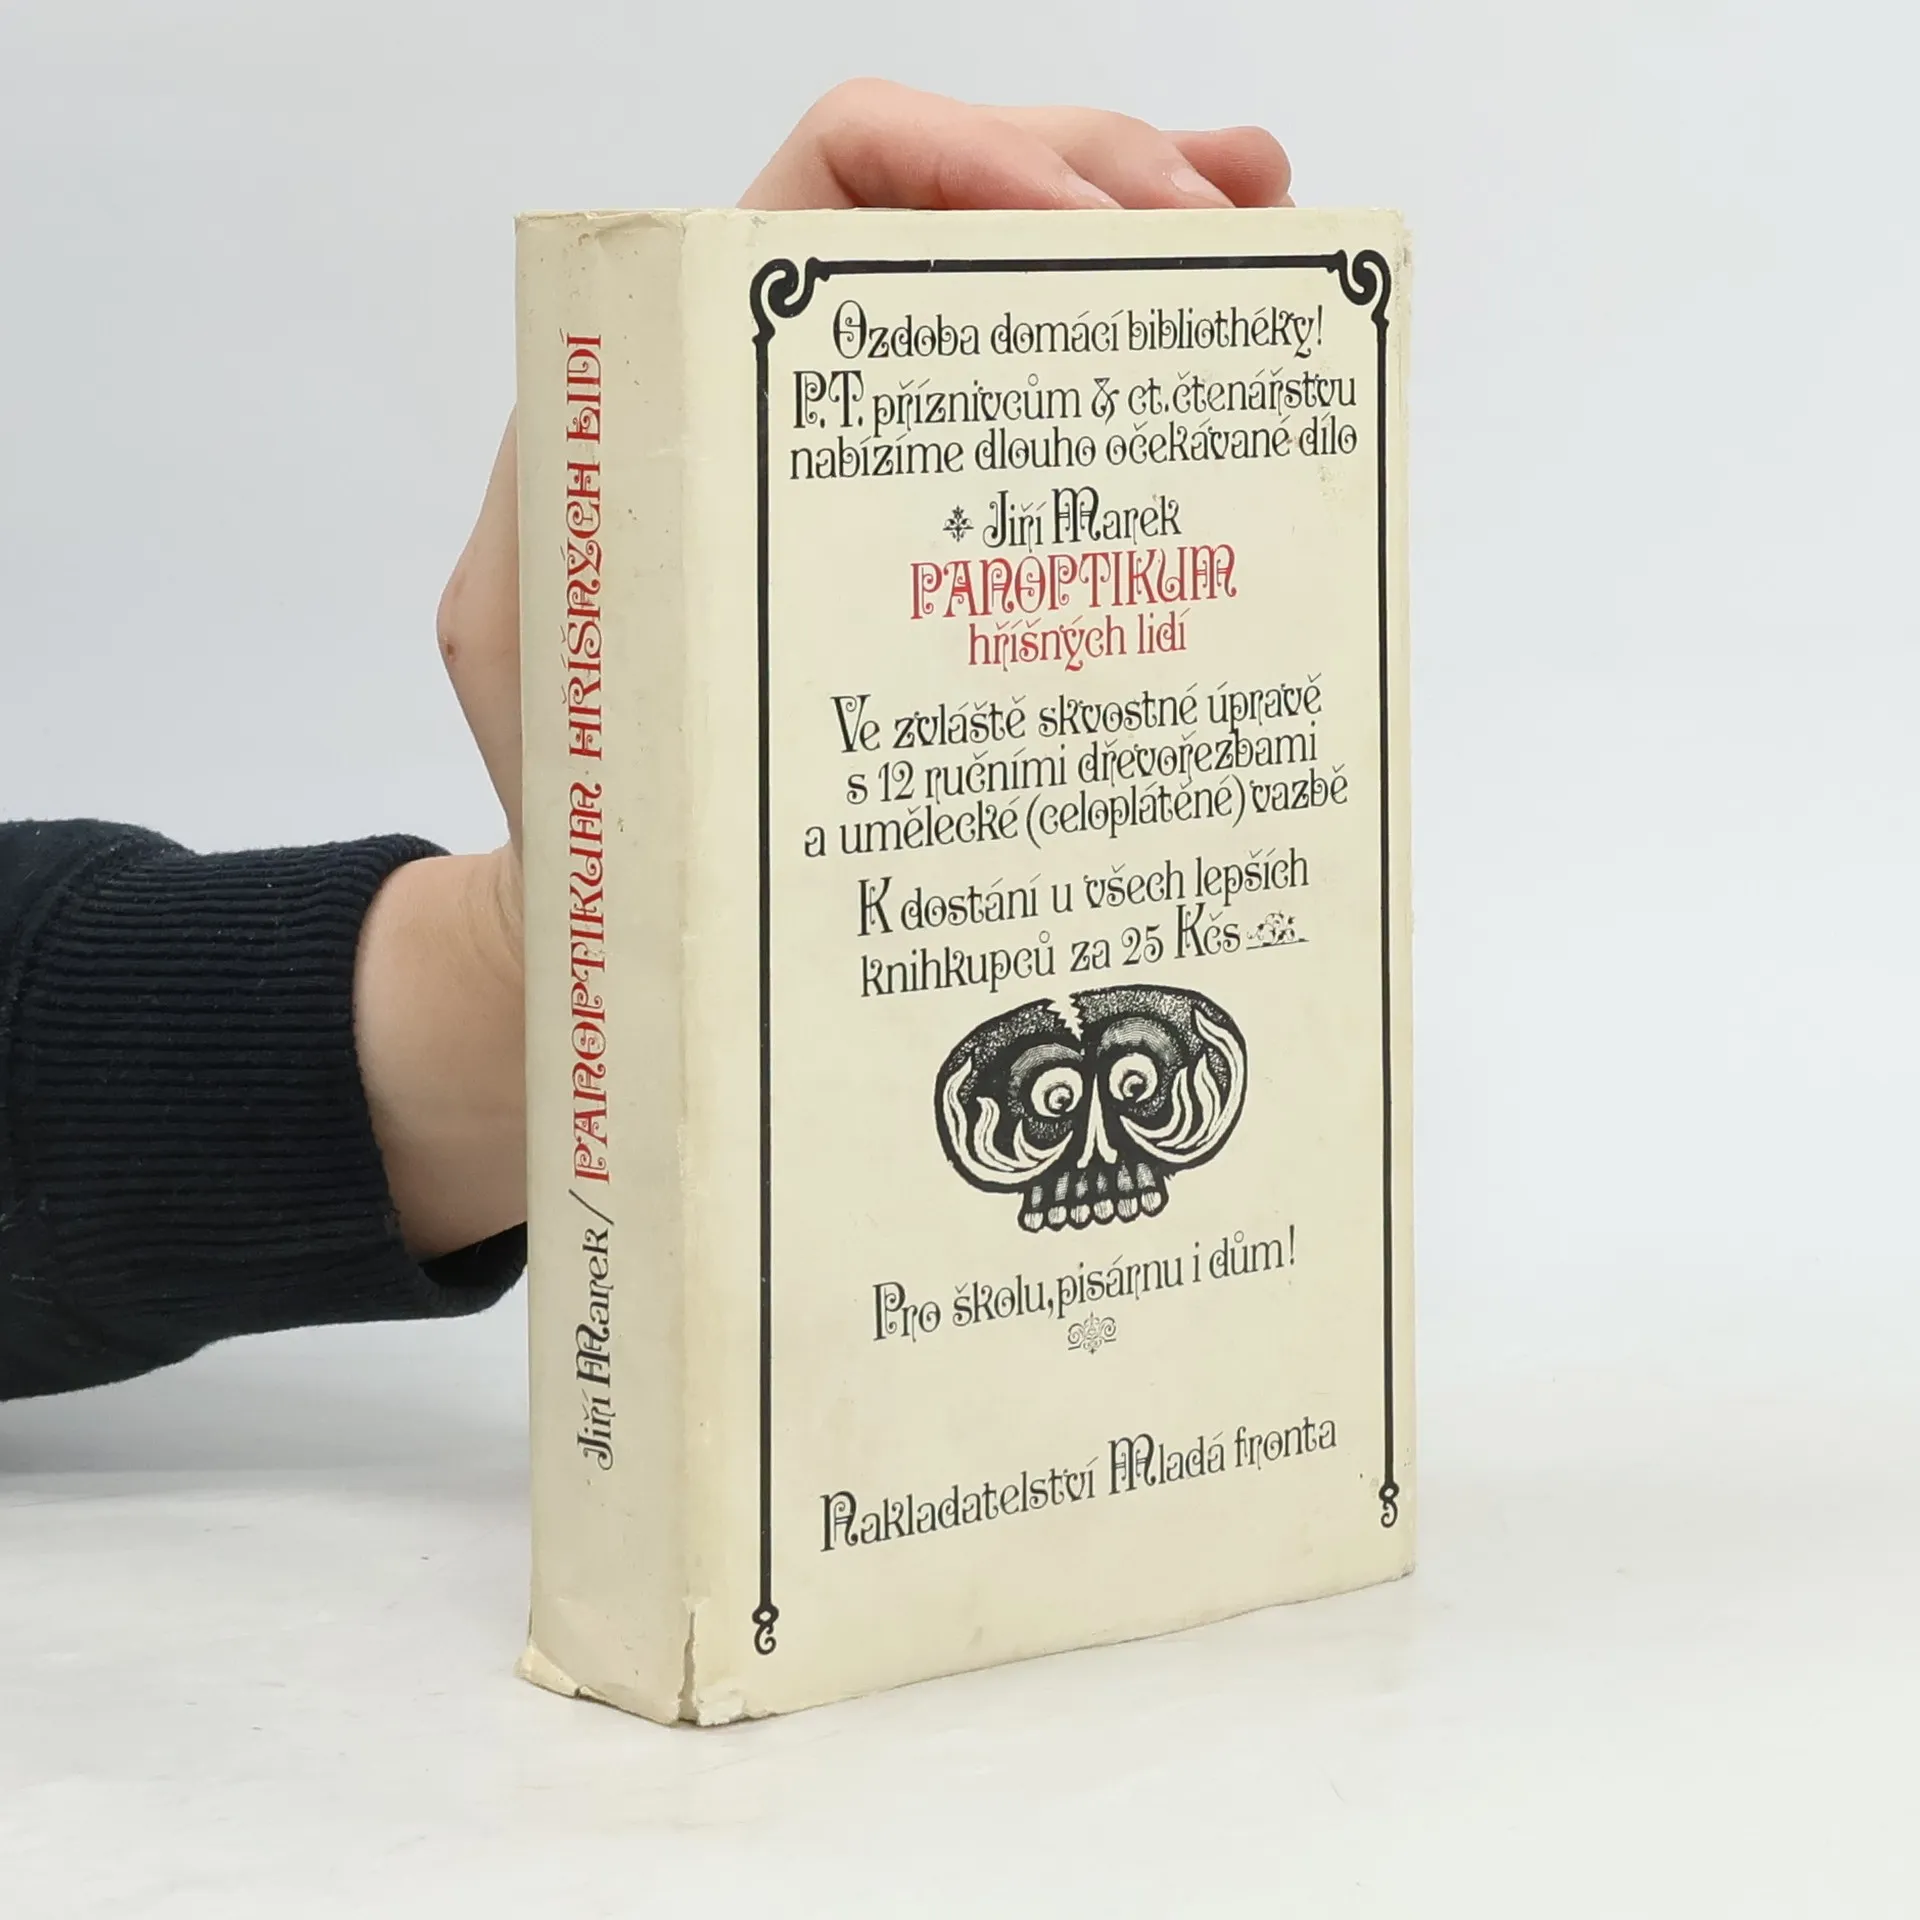 Jiří Marek / PANOPTIKUM HŘÍŠNÝCH LIDÍ
Ozdoba domácí bibliothéky!
P.T. příznivcům & ct. čtenářstvu
nabízíme dlouho očekávané dílo
Jiří Marek
PANOPTIKUM
hříšných lidí
Ve zvláště skvostné úpravě
s 12 ručními dřevořezbami
a umělecké (celoplátěné) vazbě
K dostání u všech lepších
knihkupců za 25 Kčs
Pro školu, pisárnu i dům!
Nakladatelství Mladá fronta